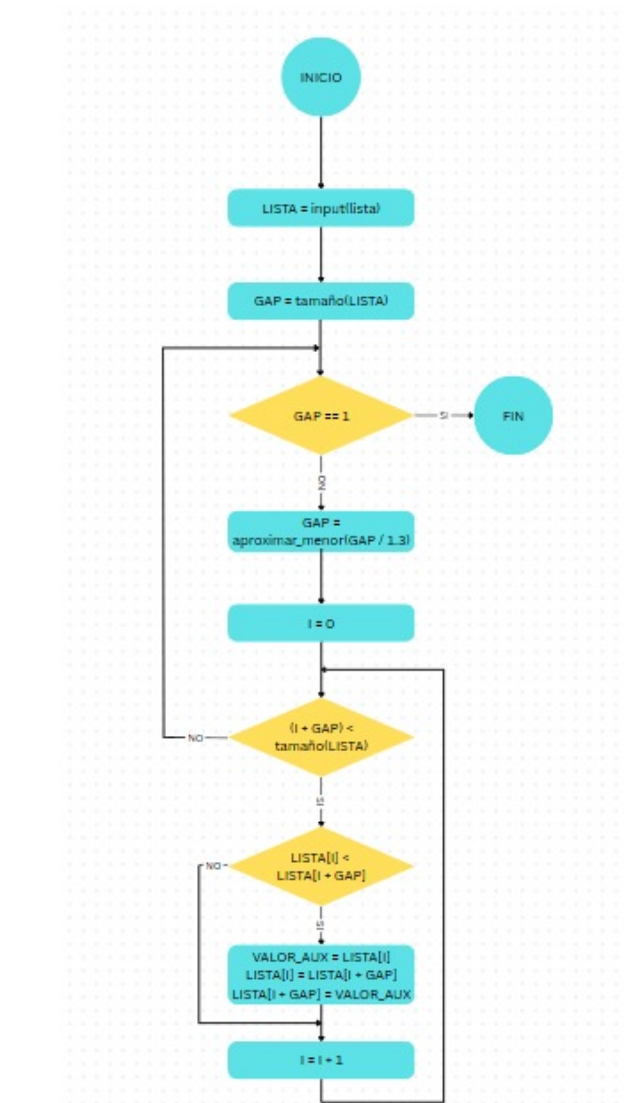 INICIO
LISTA = input(lista)
GAP = tamaño(LISTA)
GAP == 1
SI
FIN
NO
GAP =
aproximar_menor(GAP / 1.3)
I = 0
(I + GAP) <
tamaño(LISTA)
NO
SI
LISTA[I] <
LISTA[I + GAP]
NO
SI
VALOR_AUX = LISTA[I]
LISTA[I] = LISTA[I + GAP]
LISTA[I + GAP] = VALOR_AUX
I = I + 1